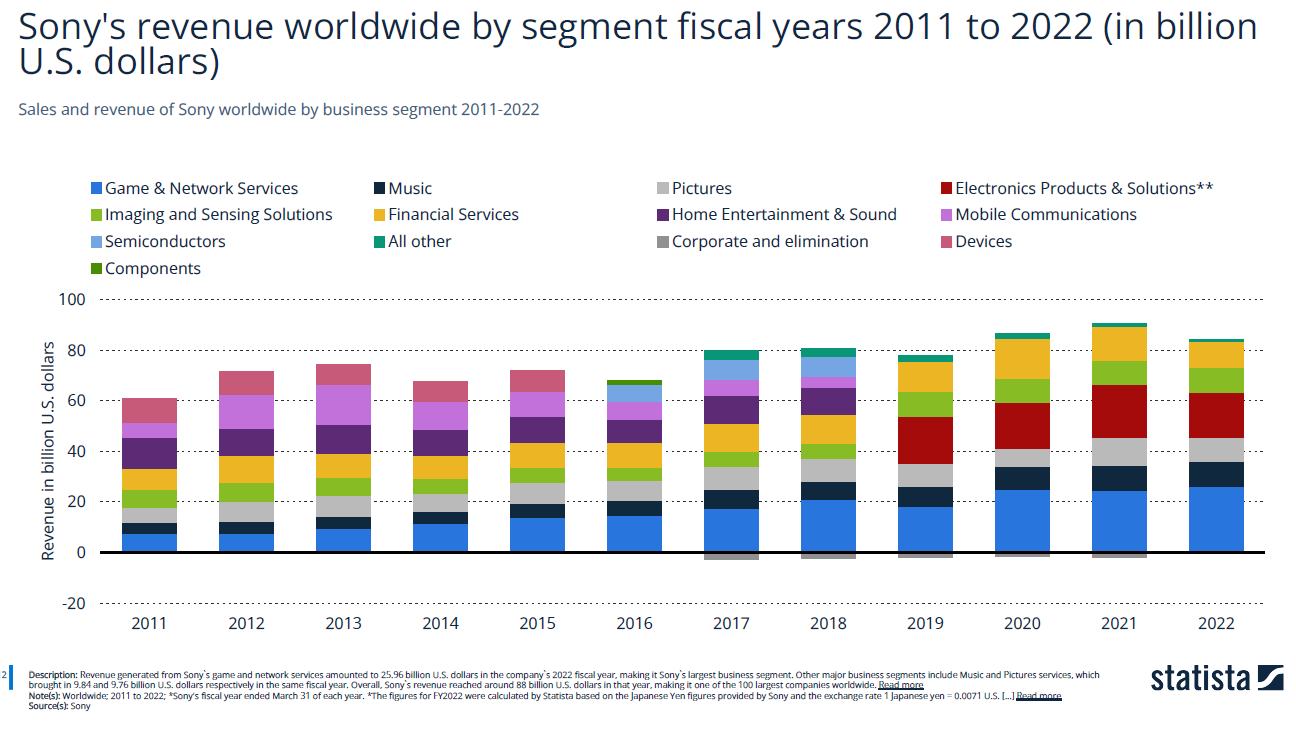 Sony's revenue worldwide by segment fiscal years 2011 to 2022 (in billion
U.S. dollars)
Sales and revenue of Sony worldwide by business segment 2011-2022
Game & Network Services
Music
Pictures
Electronics Products & Solutions**
Imaging and Sensing Solutions
Financial Services
Home Entertainment & Sound
Mobile Communications
Semiconductors
All other
Corporate and elimination
Devices
Components
Revenue in billion U.S. dollars
100
80
60
40
20
0
-20
2011 2012 2013 2014 2015 2016 2017 2018 2019 2020 2021 2022
2
Description: Revenue generated from Sony`s game and network services amounted to 25.96 billion U.S. dollars in the company`s 2022 fiscal year, making it Sony`s largest business segment. Other major business segments include Music and Pictures services, which
brought in 9.84 and 9.76 billion U.S. dollars respectively in the same fiscal year. Overall, Sony`s revenue reached around 88 billion U.S. dollars in that year, making it one of the 100 largest companies worldwide. Read more
Note(s): Worldwide; 2011 to 2022; *Sony's fiscal year ended March 31 of each year. *The figures for FY2022 were calculated by Statista based on the Japanese Yen figures provided by Sony and the exchange rate 1 Japanese yen = 0.0071 U.S. [...] Read more
Source(s): Sony
statista